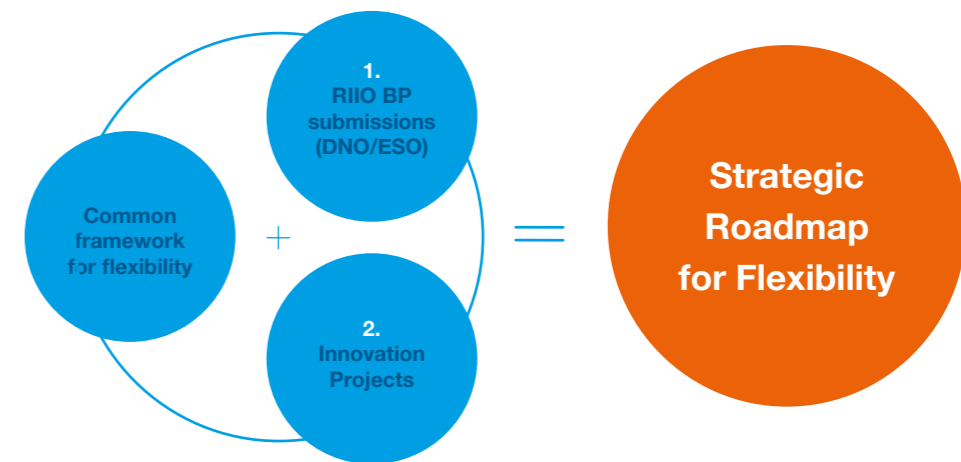 Common
framework
for flexibility
+
1.
RIIO BP
submissions
(DNO/ESO)
2.
Innovation
Projects
=
Strategic
Roadmap
for Flexibility